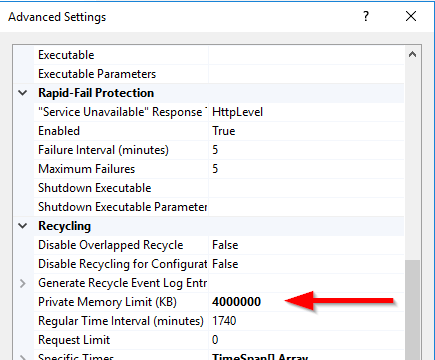 Advanced Settings ? ×
Executable
Executable Parameters
Rapid-Fail Protection
"Service Unavailable" Response HttpLevel
Enabled True
Failure Interval (minutes) 5
Maximum Failures 5
Shutdown Executable
Shutdown Executable Parameter
Recycling
Disable Overlapped Recycle False
Disable Recycling for Configurat False
Generate Recycle Event Log Entr
Private Memory Limit (KB) 4000000
Regular Time Interval (minutes) 1740
Request Limit 0
Specific Times TimeSpan[] Array